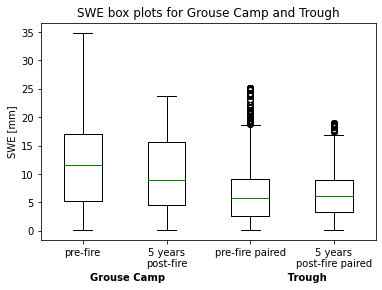 SWE box plots for Grouse Camp and Trough
SWE [mm]
35
30
25
20
15
10
5
0
pre-fire
5 years
post-fire
pre-fire paired
5 years
post-fire paired
Grouse Camp
Trough